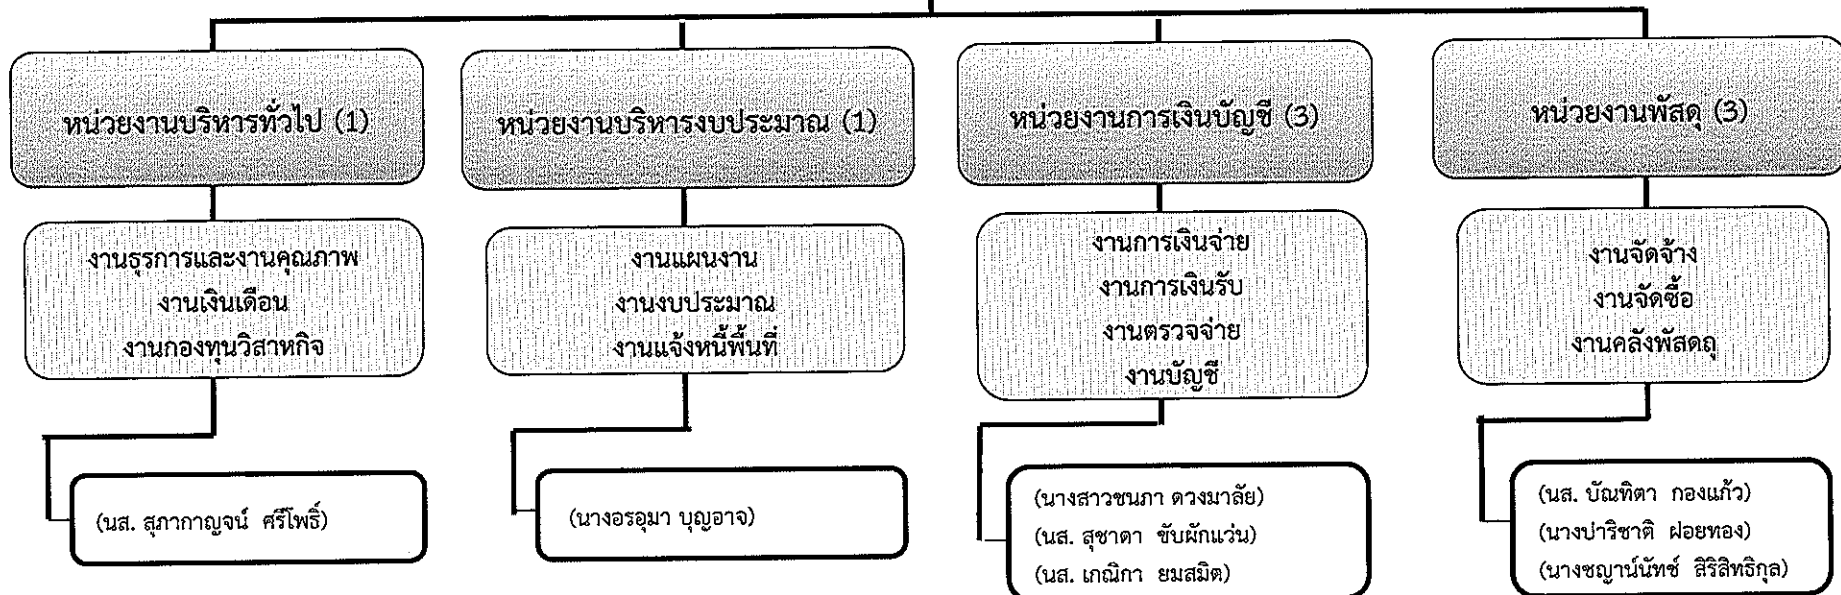 หน่วยงานบริหารทั่วไป (1)
งานธุรการและงานคุณภาพ
งานเงินเดือน
งานกองทุนวิสาหกิจ
(นส. สุภากาญจน์ ศรีโพธิ์)
หน่วยงานบริหารงบประมาณ (1)
งานแผนงาน
งานงบประมาณ
งานแจ้งหนี้พื้นที่
(นางอรอุมา บุญอาจ)
หน่วยงานการเงินบัญชี (3)
งานการเงินจ่าย
งานการเงินรับ
งานตรวจจ่าย
งานบัญชี
(นางสาวชนภา ดวงมาลัย)
(นส. สุชาดา ขับผักแว่น)
(นส. เกณิกา ยมสมิต)
หน่วยงานพัสดุ (3)
งานจัดจ้าง
งานจัดซื้อ
งานคลังพัสดถุ
(นส. บัณทิตา กองแก้ว)
(นางปาริชาติ ฝอยทอง)
(นางชญาน์นัทช์ สิริสิทธิกุล)